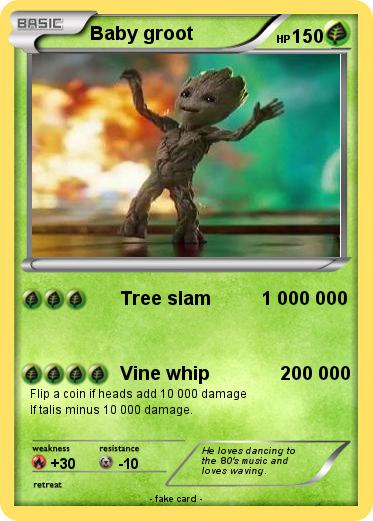 BASIC Baby groot HP 150
Tree slam 1 000 000
Vine whip 200 000
Flip a coin if heads add 10 000 damage
If talis minus 10 000 damage.
weakness resistance
+30 -10
retreat
He loves dancing to
the 80's music and
loves waving.
- fake card -